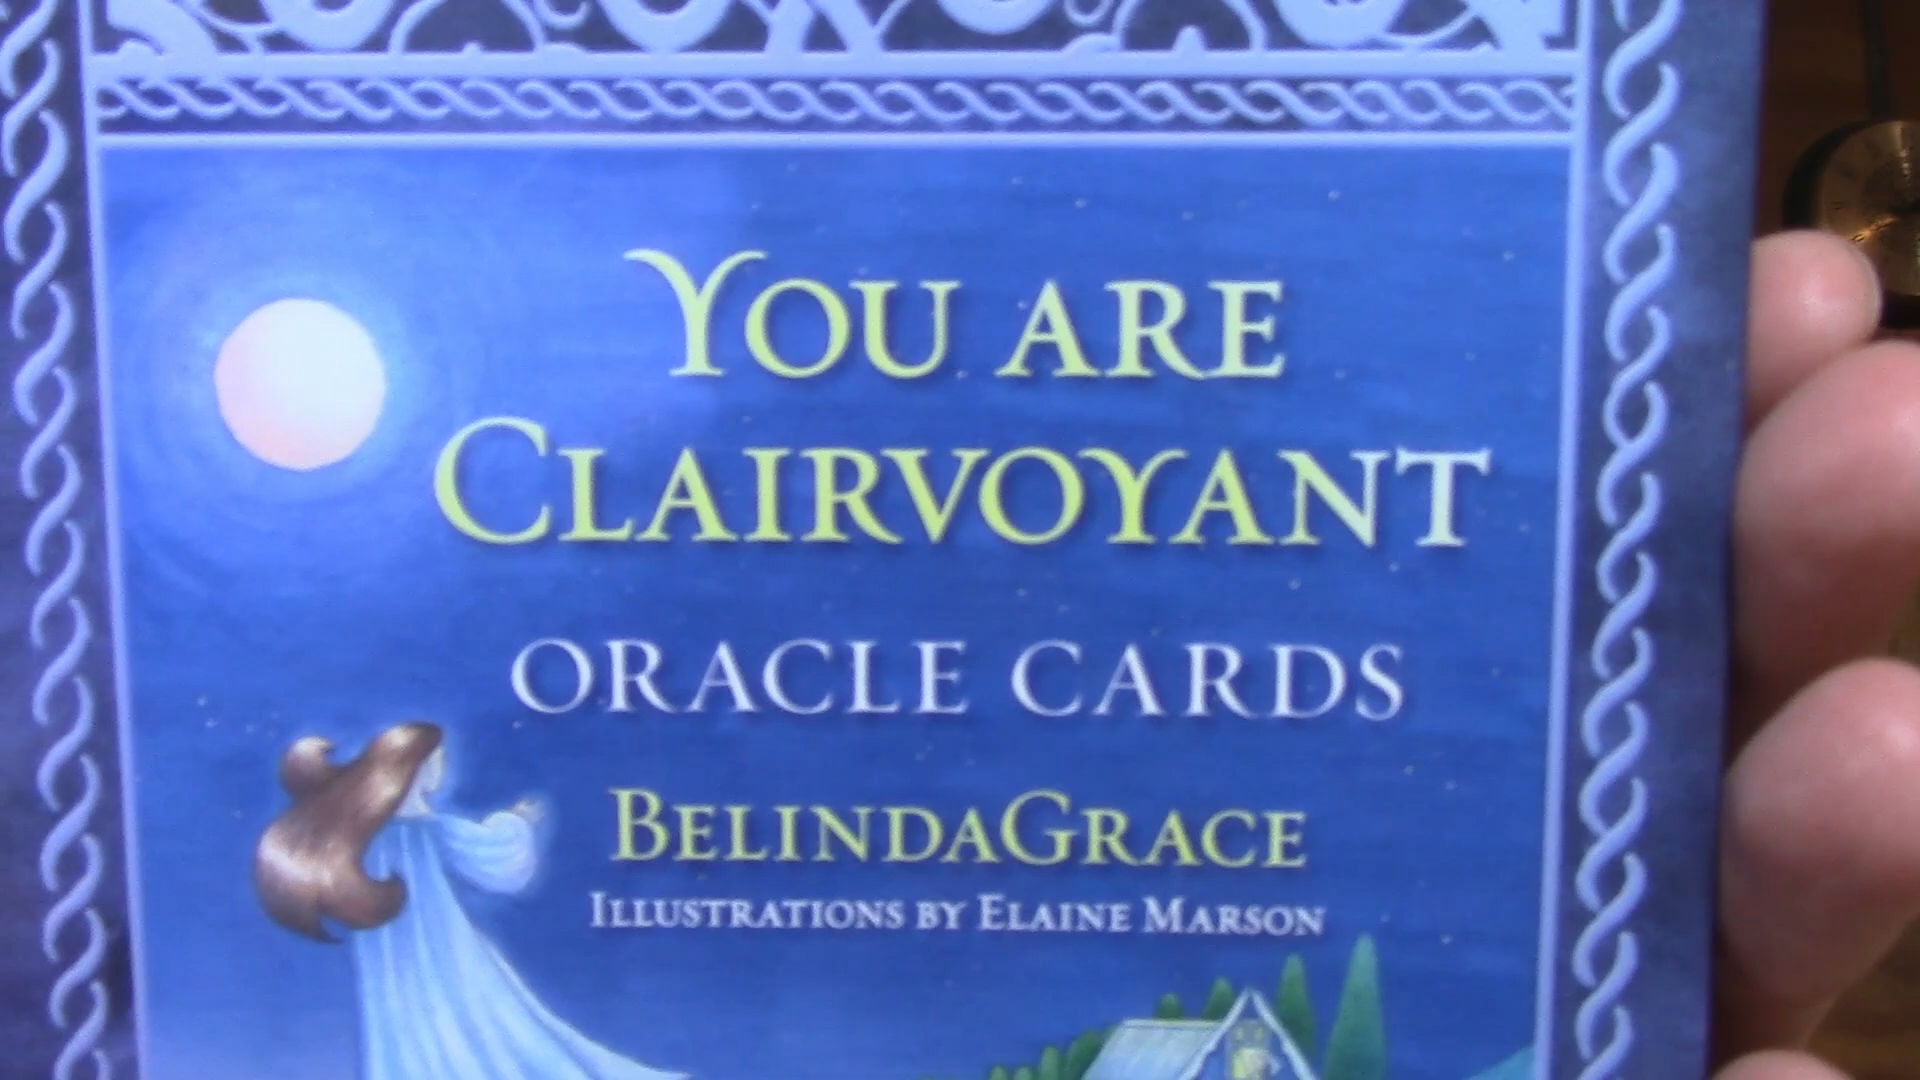 YOU ARE
CLAIRVOYANT
ORACLE CARDS
BELINDAGRACE
ILLUSTRATIONS BY ELAINE MARSON